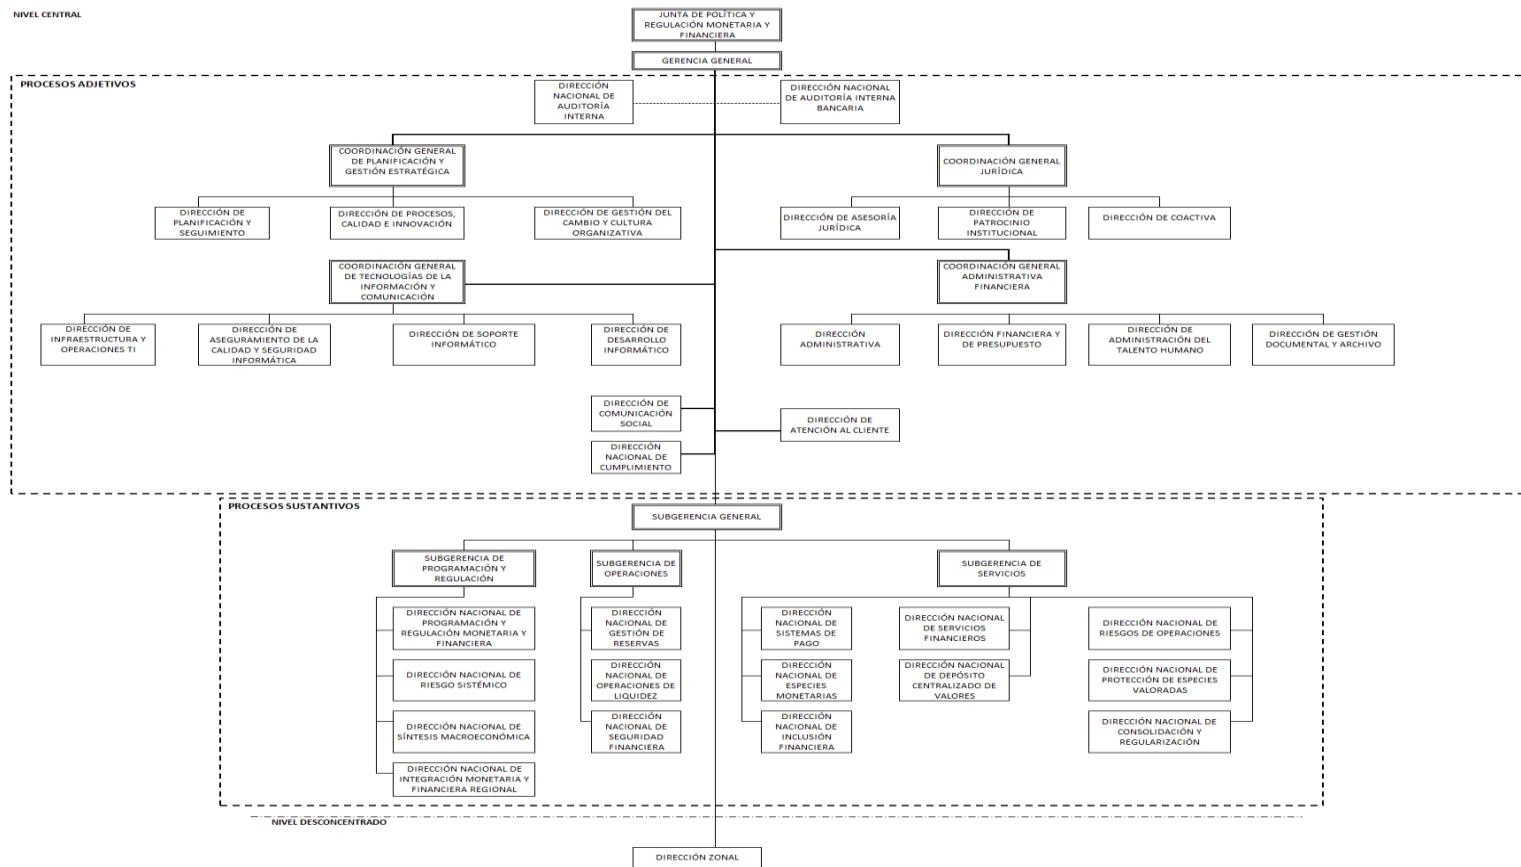 NIVEL CENTRAL
JUNTA DE POLÍTICA Y
REGULACIÓN MONETARIA Y
FINANCIERA
GERENCIA GENERAL
PROCESOS ADJETIVOS
DIRECCIÓN
NACIONAL DE
AUDITORÍA
INTERNA
DIRECCIÓN NACIONAL
DE AUDITORÍA INTERNA
BANCARIA
COORDINACIÓN GENERAL
DE PLANIFICACIÓN Y
GESTIÓN ESTRATÉGICA
COORDINACIÓN GENERAL
JURÍDICA
DIRECCIÓN DE
PLANIFICACIÓN Y
SEGUIMIENTO
DIRECCIÓN DE PROCESOS,
CALIDAD E INNOVACIÓN
DIRECCIÓN DE GESTIÓN DEL
CAMBIO Y CULTURA
ORGANIZATIVA
DIRECCIÓN DE ASESORÍA
JURÍDICA
DIRECCIÓN DE
PATROCINIO
INSTITUCIONAL
DIRECCIÓN DE COACTIVA
COORDINACIÓN GENERAL
DE TECNOLOGÍAS DE LA
INFORMACIÓN Y
COMUNICACIÓN
COORDINACIÓN GENERAL
ADMINISTRATIVA
FINANCIERA
DIRECCIÓN DE
INFRAESTRUCTURA Y
OPERACIONES TI
DIRECCIÓN DE
ASEGURAMIENTO DE LA
CALIDAD Y SEGURIDAD
INFORMÁTICA
DIRECCIÓN DE SOPORTE
INFORMÁTICO
DIRECCIÓN DE
DESARROLLO
INFORMÁTICO
DIRECCIÓN
ADMINISTRATIVA
DIRECCIÓN FINANCIERA Y
DE PRESUPUESTO
DIRECCIÓN DE
ADMINISTRACIÓN DEL
TALENTO HUMANO
DIRECCIÓN DE GESTIÓN
DOCUMENTAL Y ARCHIVO
DIRECCIÓN DE
COMUNICACIÓN
SOCIAL
DIRECCIÓN DE
ATENCIÓN AL CLIENTE
DIRECCIÓN
NACIONAL DE
CUMPLIMIENTO
PROCESOS SUSTANTIVOS
SUBGERENCIA GENERAL
SUBGERENCIA DE
PROGRAMACIÓN Y
REGULACIÓN
SUBGERENCIA DE
OPERACIONES
SUBGERENCIA DE
SERVICIOS
DIRECCIÓN NACIONAL DE
PROGRAMACIÓN Y
REGULACIÓN MONETARIA Y
FINANCIERA
DIRECCIÓN
NACIONAL DE
GESTIÓN DE
RESERVAS
DIRECCIÓN
NACIONAL DE
SISTEMAS DE
PAGO
DIRECCIÓN NACIONAL
DE SERVICIOS
FINANCIEROS
DIRECCIÓN NACIONAL DE
RIESGOS DE OPERACIONES
DIRECCIÓN NACIONAL
DE RIESGO SISTÉMICO
DIRECCIÓN
NACIONAL DE
OPERACIONES DE
LIQUIDEZ
DIRECCIÓN
NACIONAL DE
ESPECIES
MONETARIAS
DIRECCIÓN NACIONAL
DE DEPÓSITO
CENTRALIZADO DE
VALORES
DIRECCIÓN NACIONAL DE
PROTECCIÓN DE ESPECIES
VALORADAS
DIRECCIÓN NACIONAL DE
SÍNTESIS MACROECONÓMICA
DIRECCIÓN
NACIONAL DE
SEGURIDAD
FINANCIERA
DIRECCIÓN
NACIONAL DE
INCLUSIÓN
FINANCIERA
DIRECCIÓN NACIONAL DE
CONSOLIDACIÓN Y
REGULARIZACIÓN
DIRECCIÓN NACIONAL DE
INTEGRACIÓN MONETARIA Y
FINANCIERA REGIONAL
NIVEL DESCONCENTRADO
DIRECCIÓN ZONAL